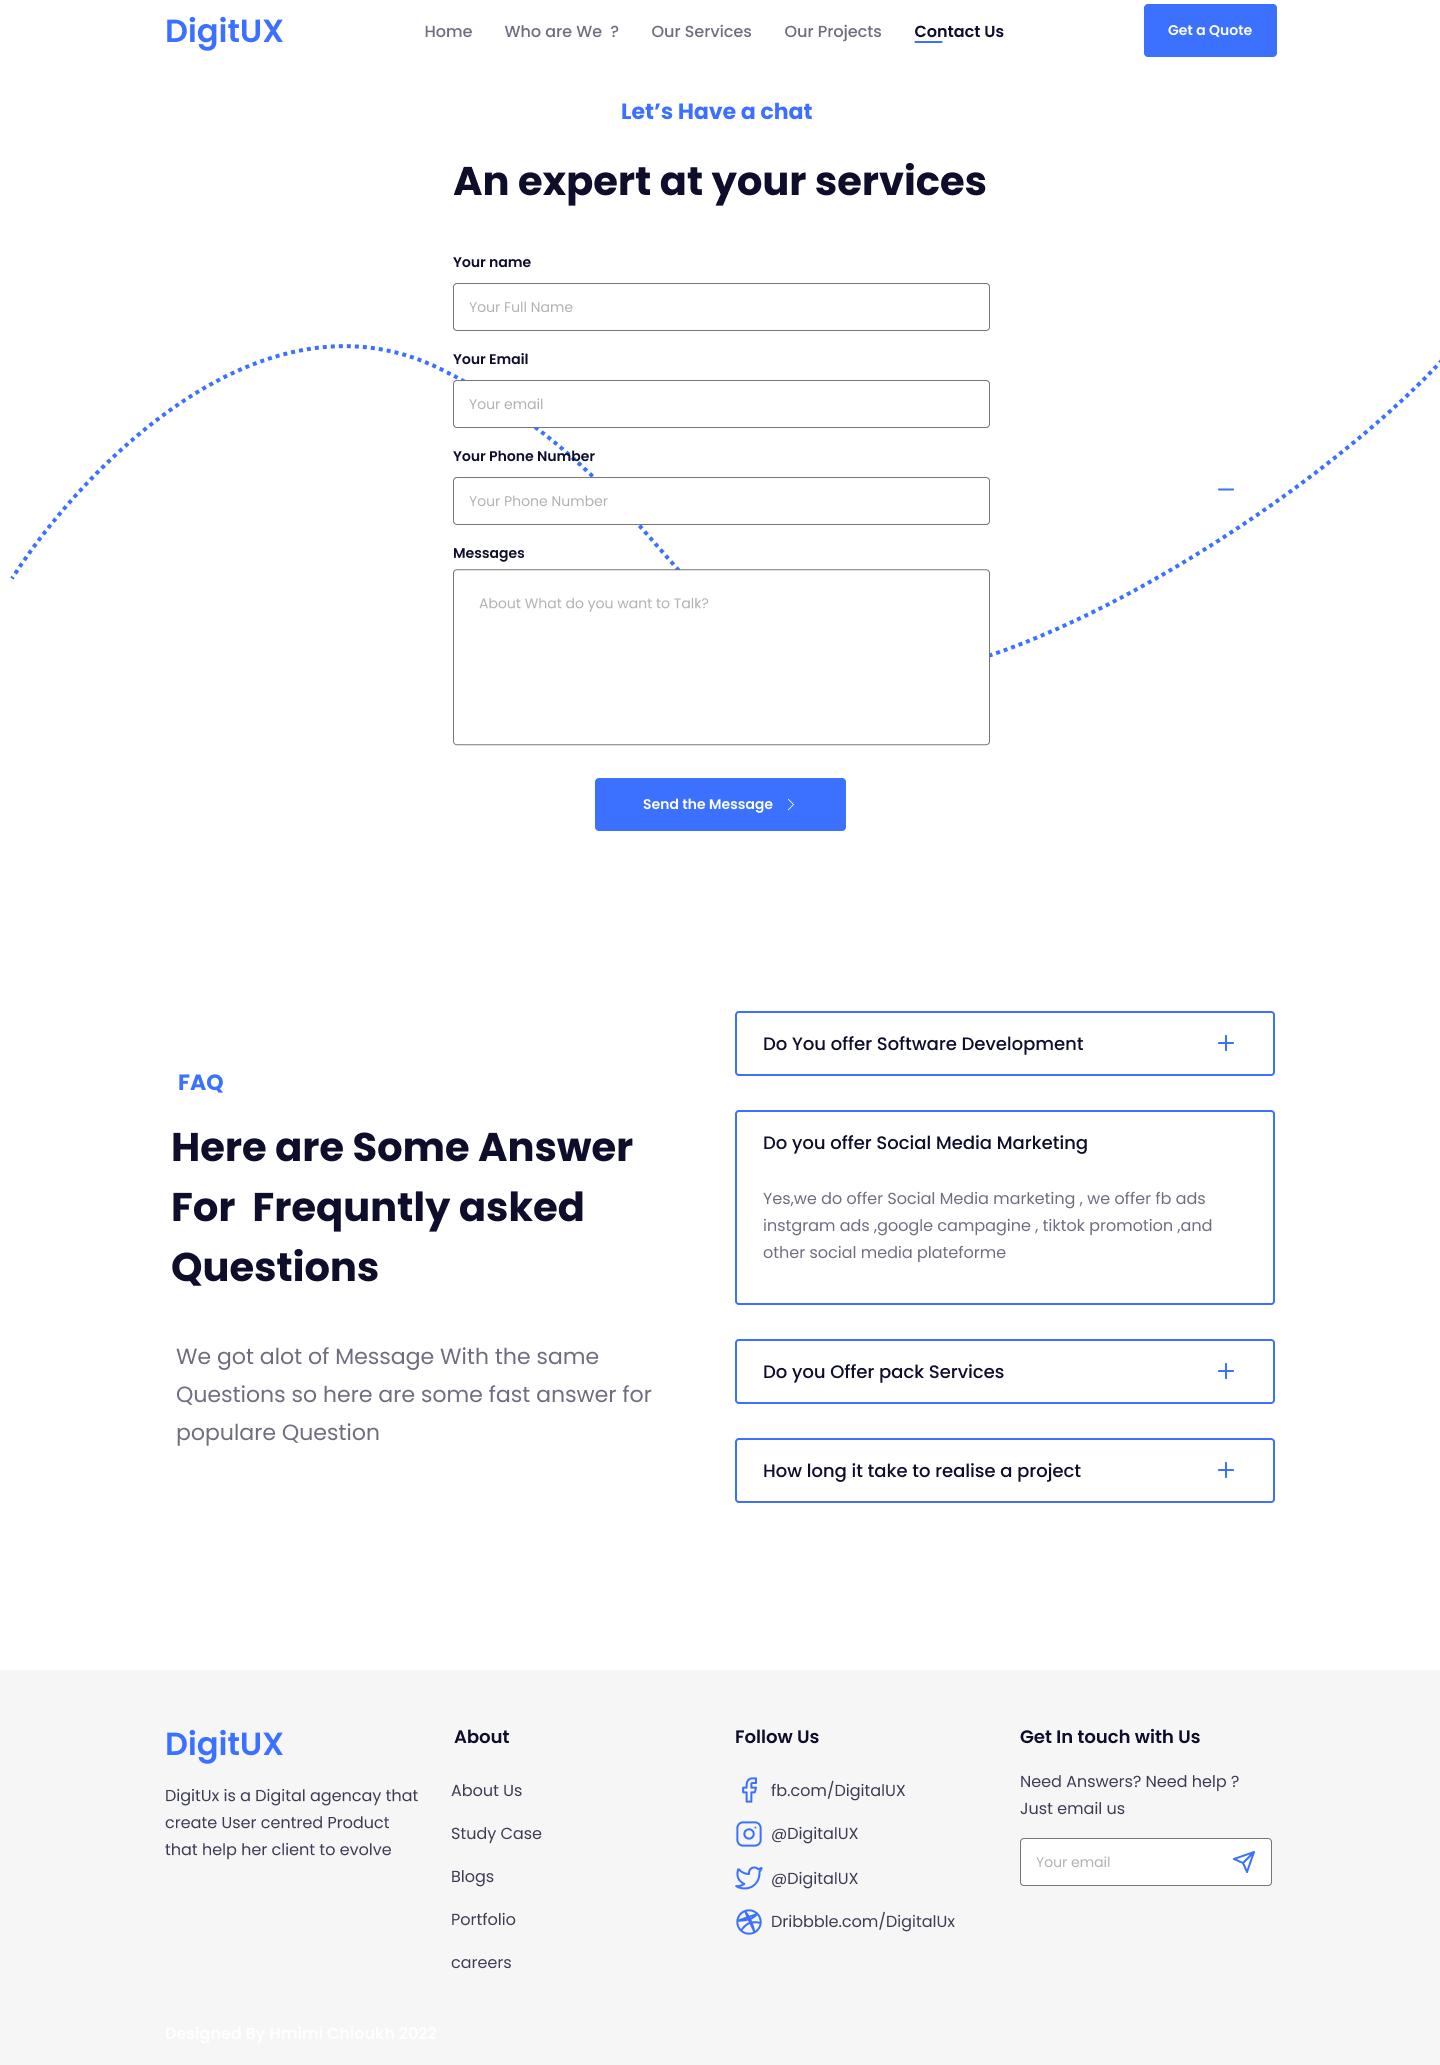 DigitUX
Home
Who are We ?
Our Services
Our Projects
Contact Us
Get a Quote
Let’s Have a chat
An expert at your services
Your name
Your Full Name
Your Email
Your email
Your Phone Number
Your Phone Number
Messages
About What do you want to Talk?
Send the Message
FAQ
Here are Some Answer
For Frequntly asked
Questions
We got alot of Message With the same
Questions so here are some fast answer for
populare Question
Do You offer Software Development
Do you offer Social Media Marketing
Yes,we do offer Social Media marketing , we offer fb ads
instgram ads ,google campagine , tiktok promotion ,and
other social media plateforme
Do you Offer pack Services
How long it take to realise a project
DigitUX
DigitUx is a Digital agencay that
create User centred Product
that help her client to evolve
About
About Us
Study Case
Blogs
Portfolio
careers
Follow Us
fb.com/DigitalUX
@DigitalUX
@DigitalUX
Dribbble.com/DigitalUx
Get In touch with Us
Need Answers? Need help ?
Just email us
Your email
Designed By Hmimi Chioukh 2022